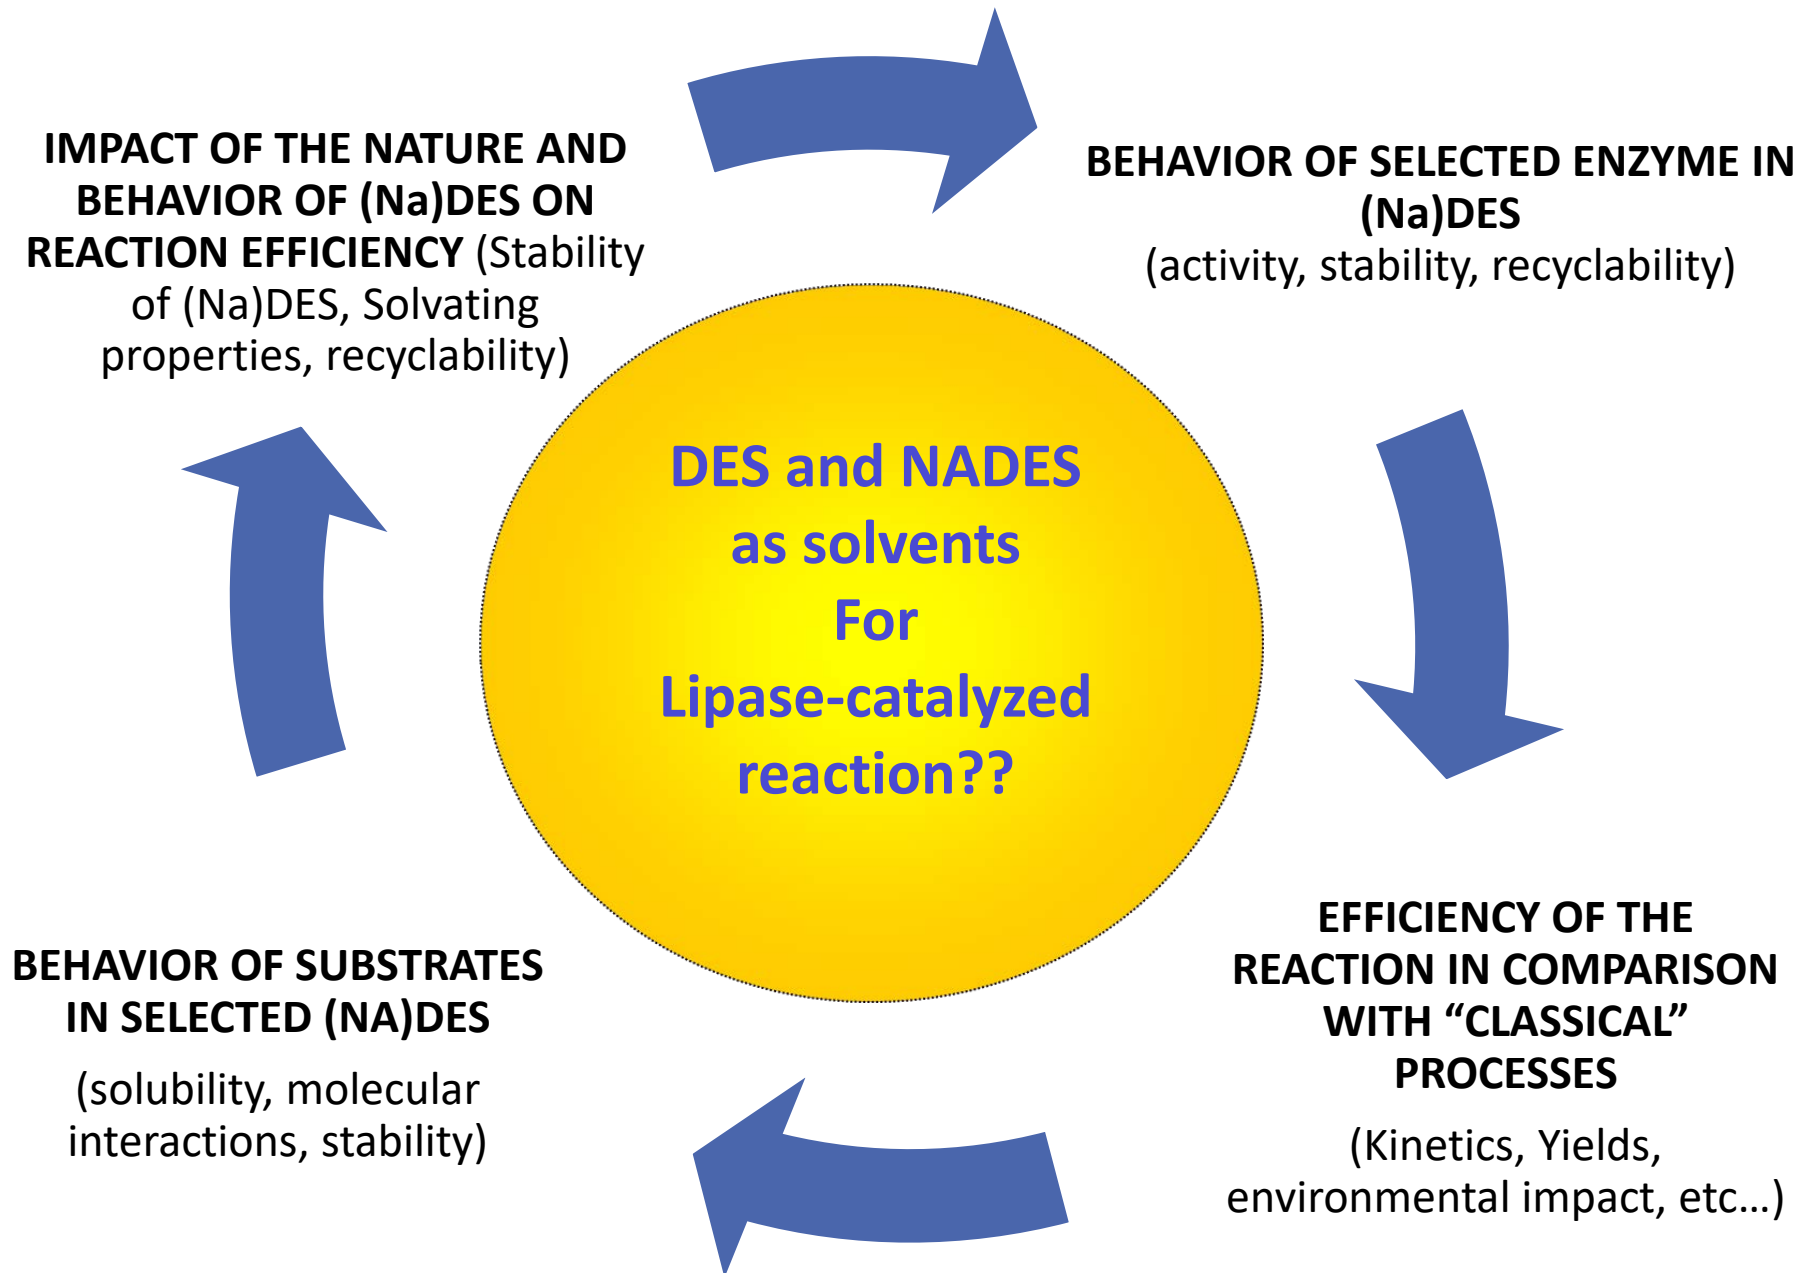 IMPACT OF THE NATURE AND
BEHAVIOR OF (Na)DES ON
REACTION EFFICIENCY (Stability
of (Na)DES, Solvating
properties, recyclability)
BEHAVIOR OF SELECTED ENZYME IN
(Na)DES
(activity, stability, recyclability)
DES and NADES
as solvents
For
Lipase-catalyzed
reaction??
BEHAVIOR OF SUBSTRATES
IN SELECTED (NA)DES
(solubility, molecular
interactions, stability)
EFFICIENCY OF THE
REACTION IN COMPARISON
WITH “CLASSICAL”
PROCESSES
(Kinetics, Yields,
environmental impact, etc...)